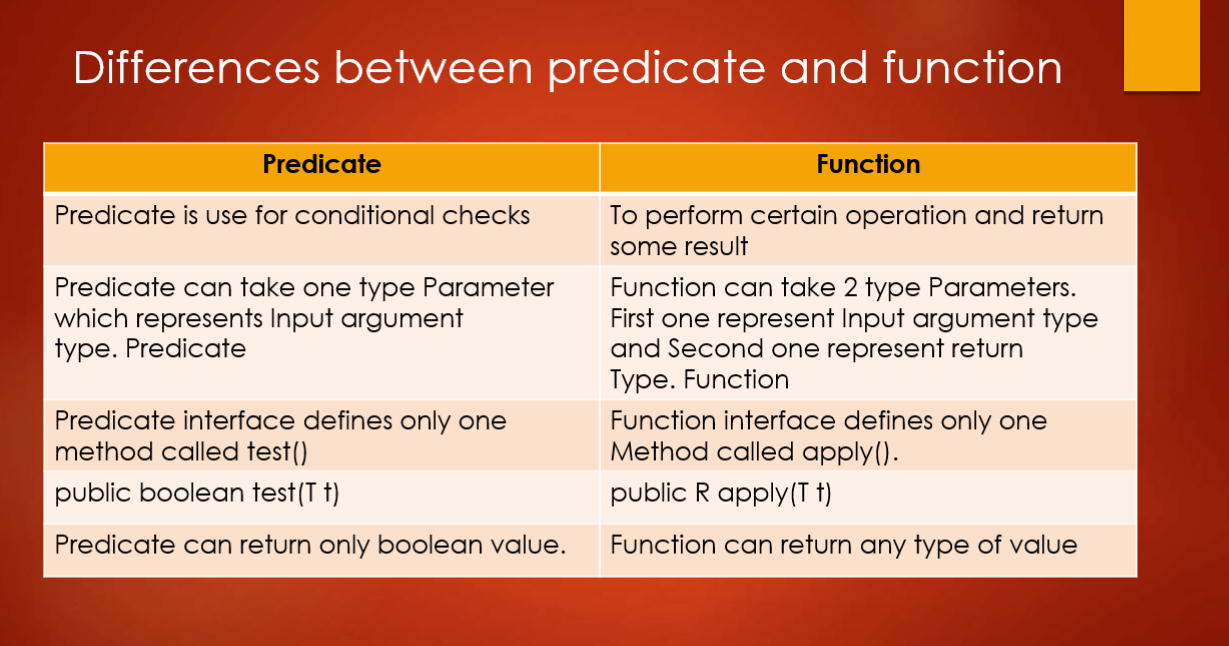 Differences between predicate and function
Predicate
Function
Predicate is use for conditional checks
To perform certain operation and return
some result
Predicate can take one type Parameter
which represents Input argument
type. Predicate
Function can take 2 type Parameters.
First one represent Input argument type
and Second one represent return
Type. Function
Predicate interface defines only one
method called test()
Function interface defines only one
Method called apply().
public boolean test(T t)
public R apply(T t)
Predicate can return only boolean value.
Function can return any type of value